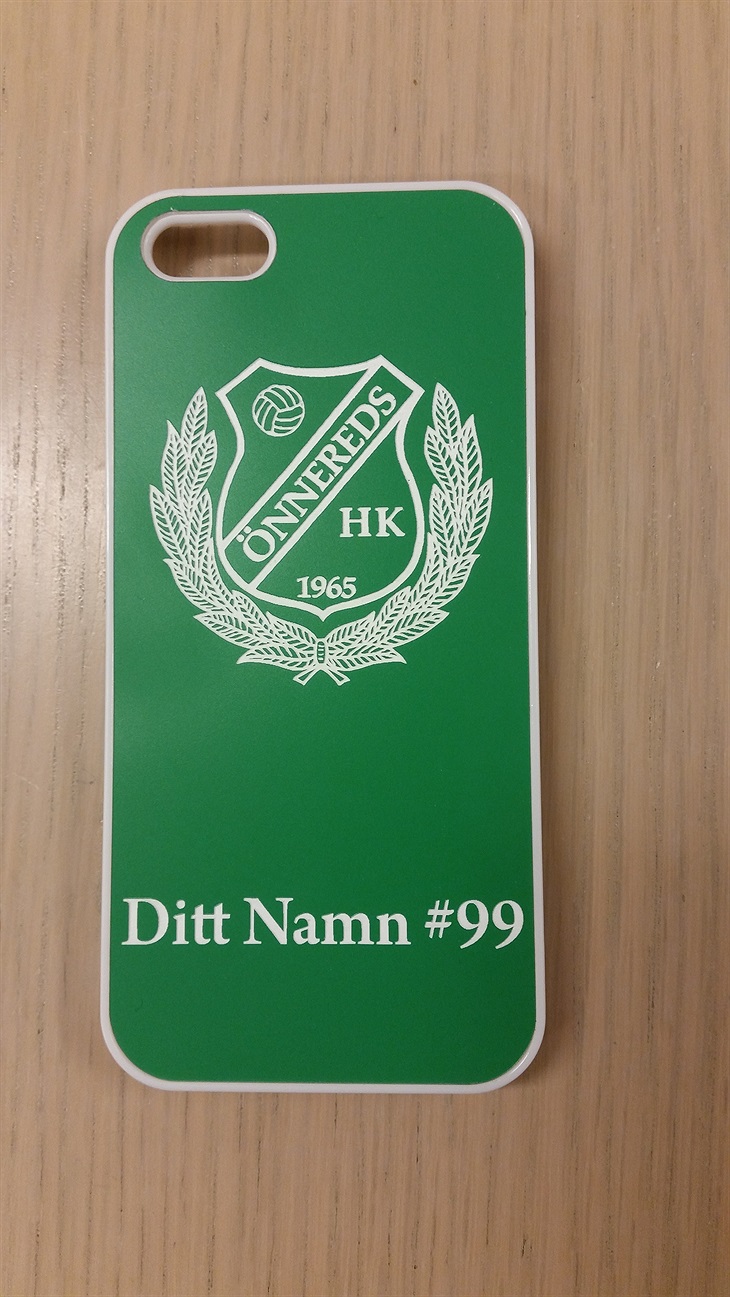 ÖNNEREDS
HK
1965
Ditt Namn #99